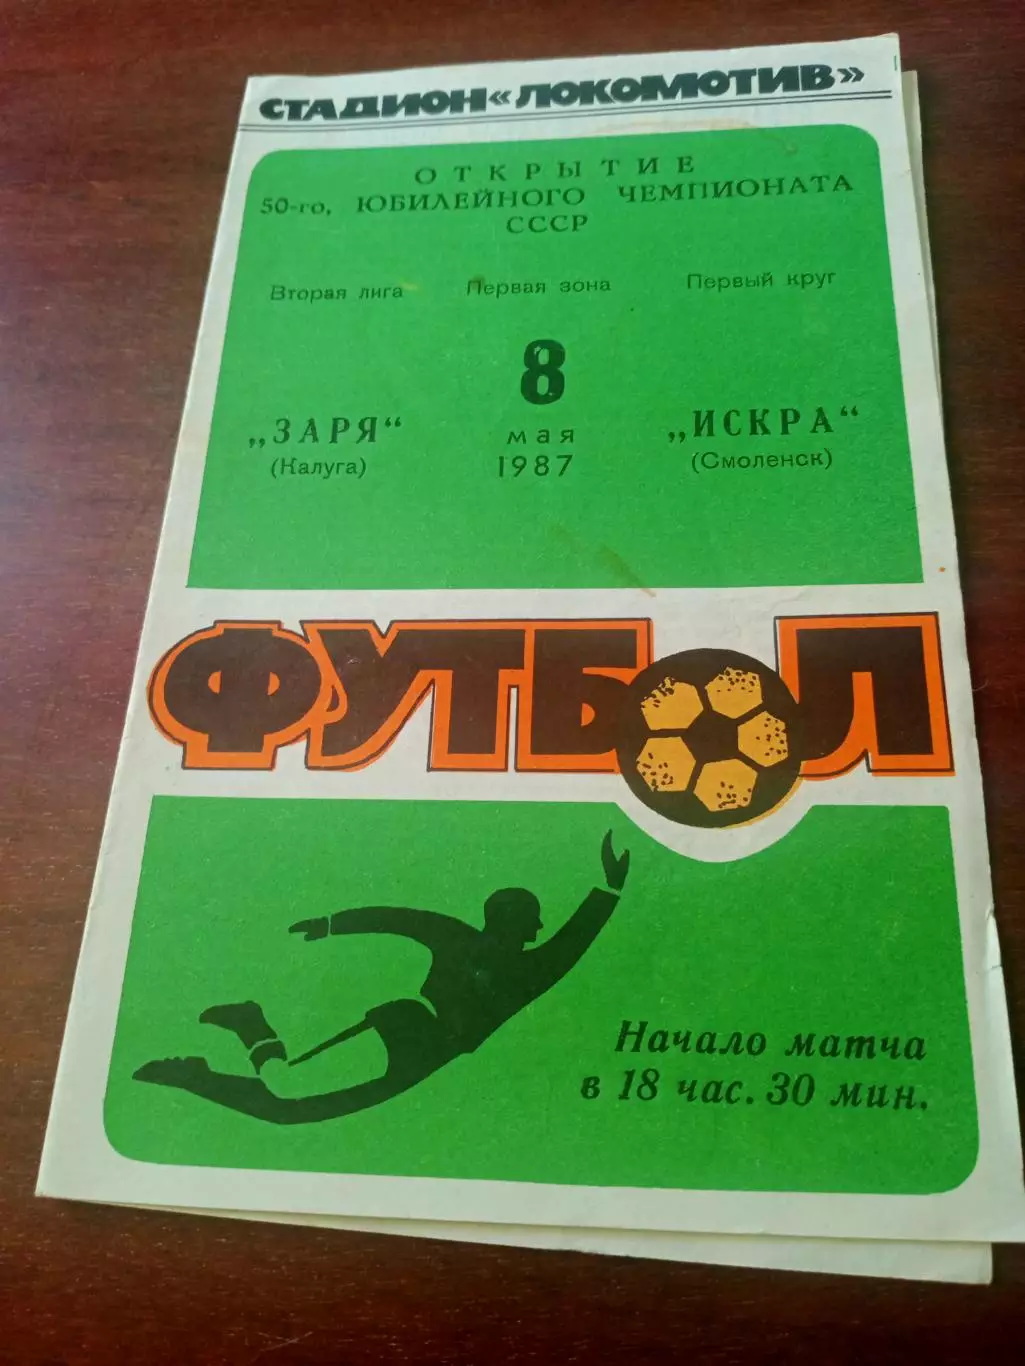 СТАДИОН «ЛОКОМОТИВ»
ОТКРЫТИЕ
50-го, ЮБИЛЕЙНОГО ЧЕМПИОНАТА
СССР
Вторая лига Первая зона Первый круг
8
„ЗАРЯ“ мая „ИСКРА“
(Калуга) 1987 (Смоленск)
ФУТБОЛ
Начало матча
в 18 час. 30 мин.